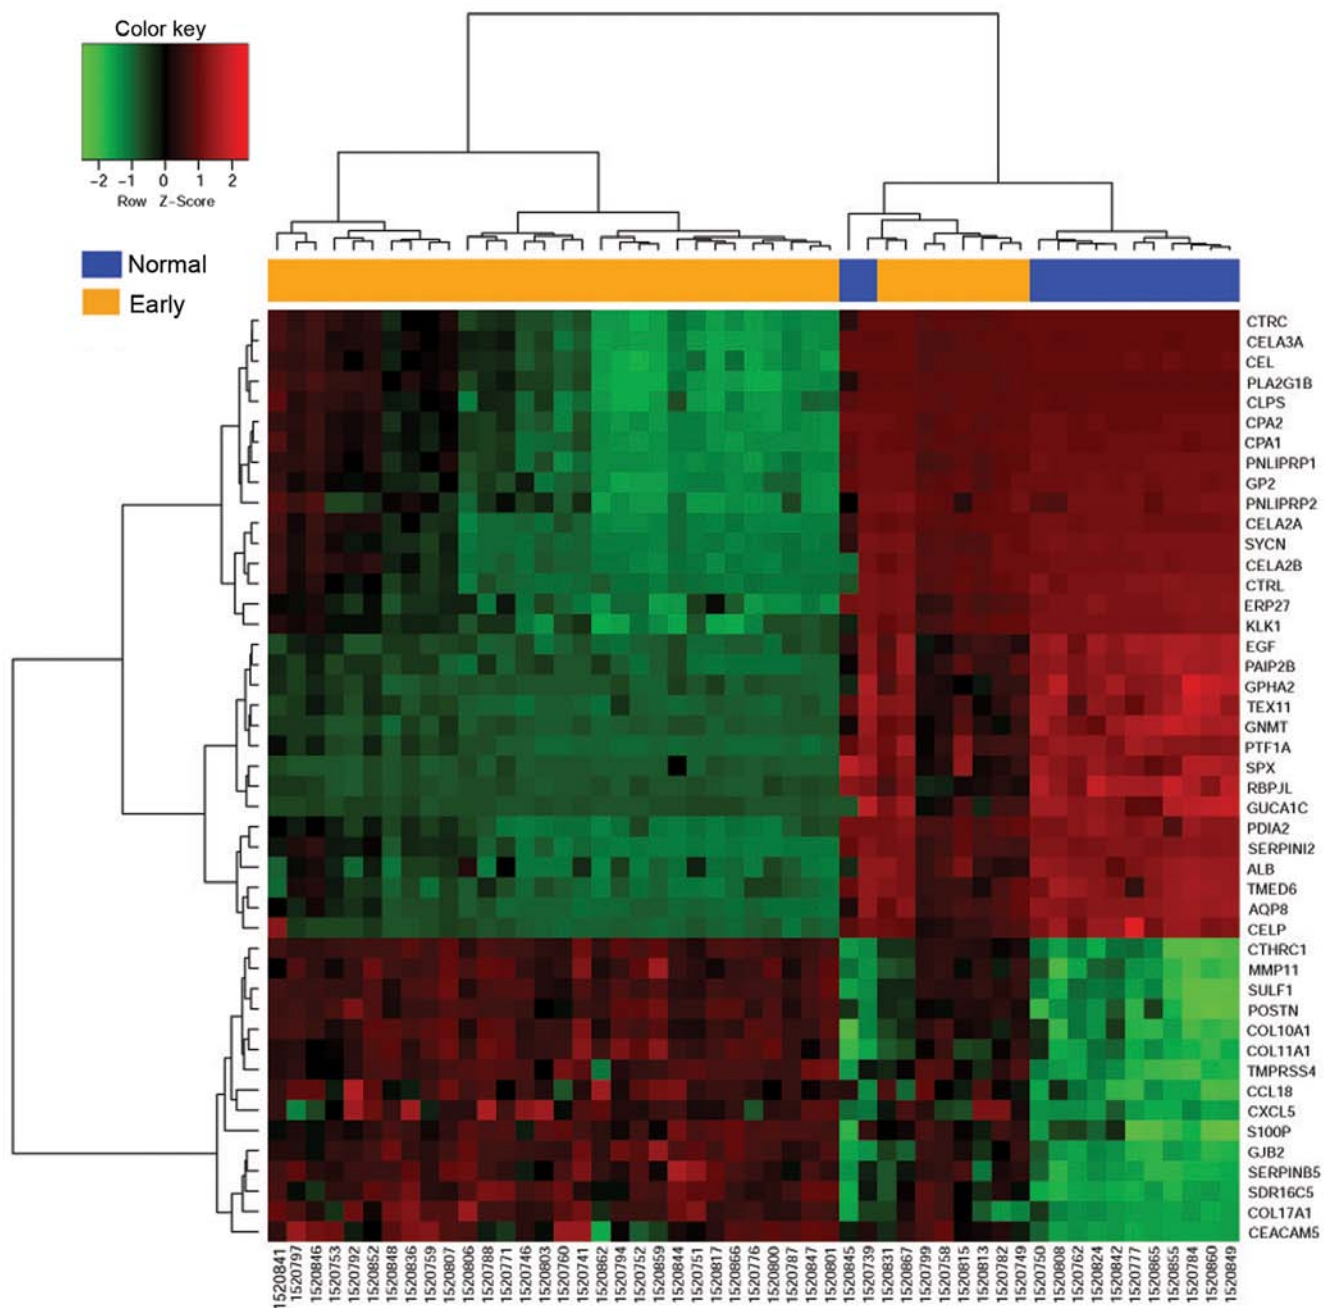 Color key
-2 -1 0 1 2
Row Z-Score
Normal
Early
CTRC
CELA3A
CEL
PLA2G1B
CLPS
CPA2
CPA1
PNLIPRP1
GP2
PNLIPRP2
CELA2A
SYCN
CELA2B
CTRL
ERP27
KLK1
EGF
PAIP2B
GPHA2
TEX11
GNMT
PTF1A
SPX
RBPJL
GUCA1C
PDIA2
SERPINI2
ALB
TMED6
AQP8
CELP
CTHRC1
MMP11
SULF1
POSTN
COL10A1
COL11A1
TMPRSS4
CCL18
CXCL5
S100P
GJB2
SERPINB5
SDR16C5
COL17A1
CEACAM5
1520841
1520797
1520846
1520753
1520792
1520852
1520848
1520836
1520759
1520807
1520806
1520788
1520771
1520746
1520803
1520760
1520741
1520862
1520794
1520752
1520859
1520844
1520751
1520817
1520866
1520776
1520800
1520787
1520847
1520801
1520845
1520739
1520831
1520867
1520799
1520758
1520815
1520813
1520782
1520749
1520750
1520808
1520762
1520824
1520842
1520777
1520865
1520855
1520784
1520860
1520849